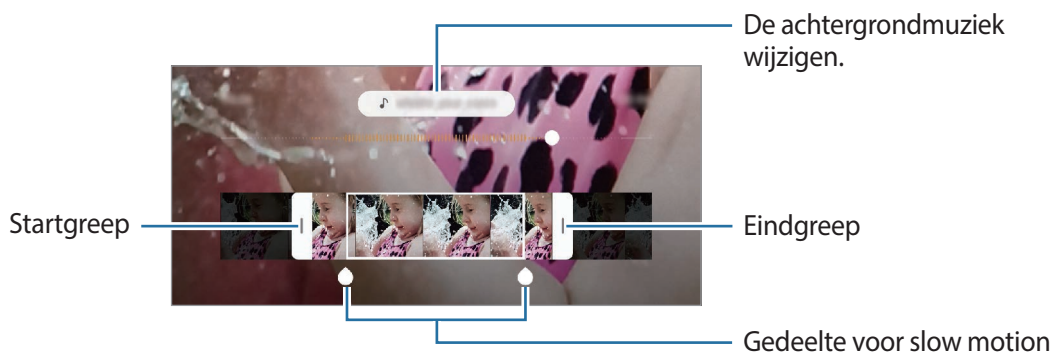 De achtergrondmuziek
wijzigen.
Startgreep
Eindgreep
Gedeelte voor slow motion